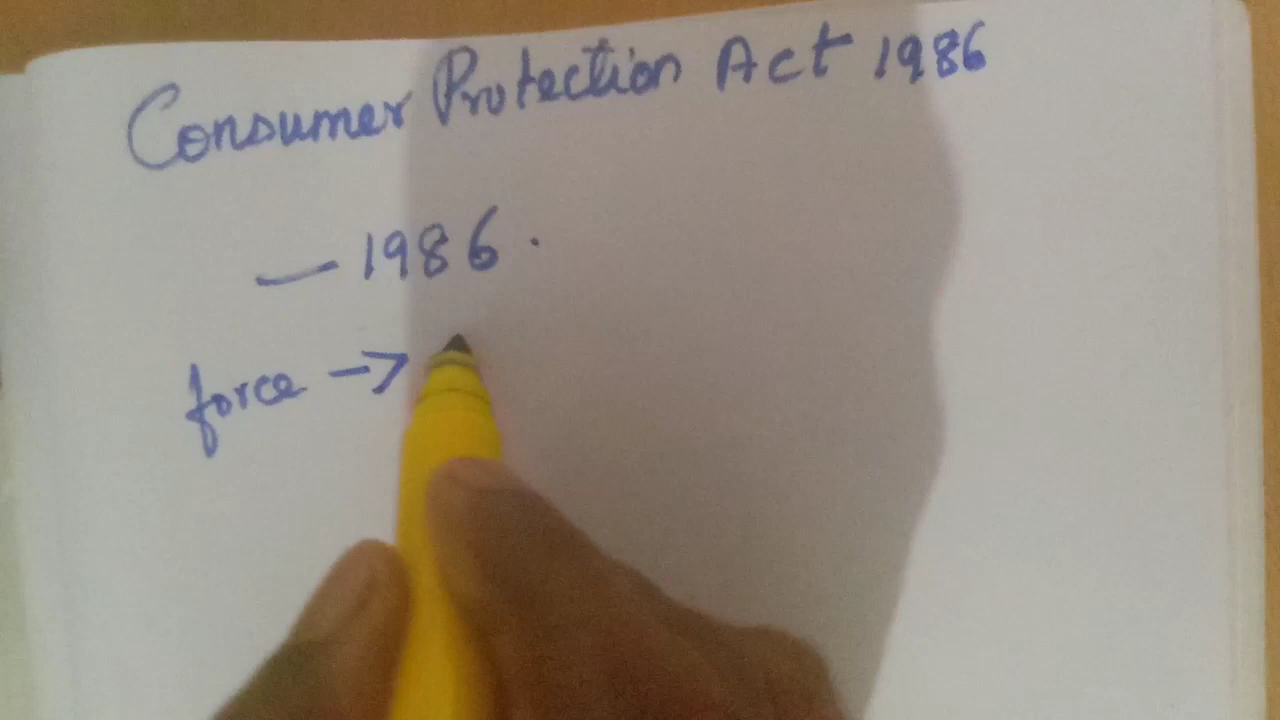 Consumer Protection Act 1986
— 1986.
force →